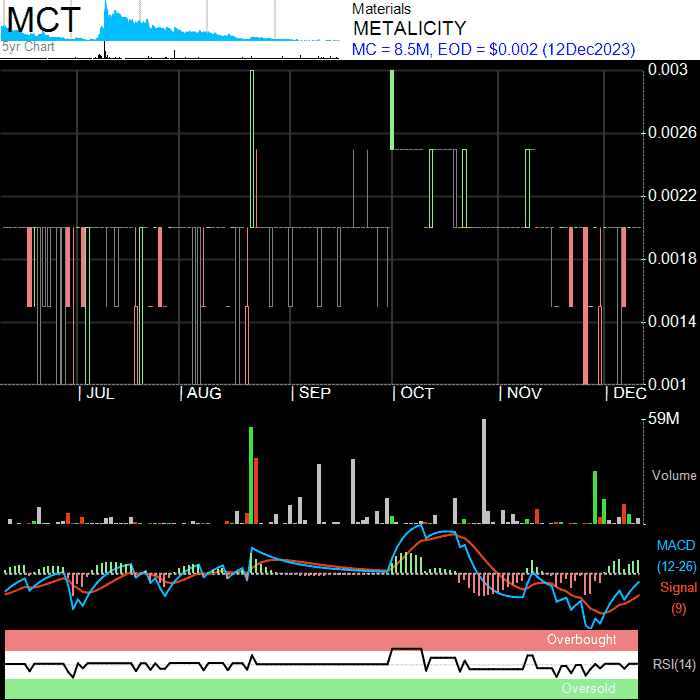 MCT
5yr Chart
Materials
METALICITY
MC = 8.5M, EOD = $0.002 (12Dec2023)
0.003
0.0026
0.0022
0.0018
0.0014
0.001
JUL AUG SEP OCT NOV DEC
59M
Volume
MACD
(12-26)
Signal
(9)
Overbought
RSI(14)
Oversold